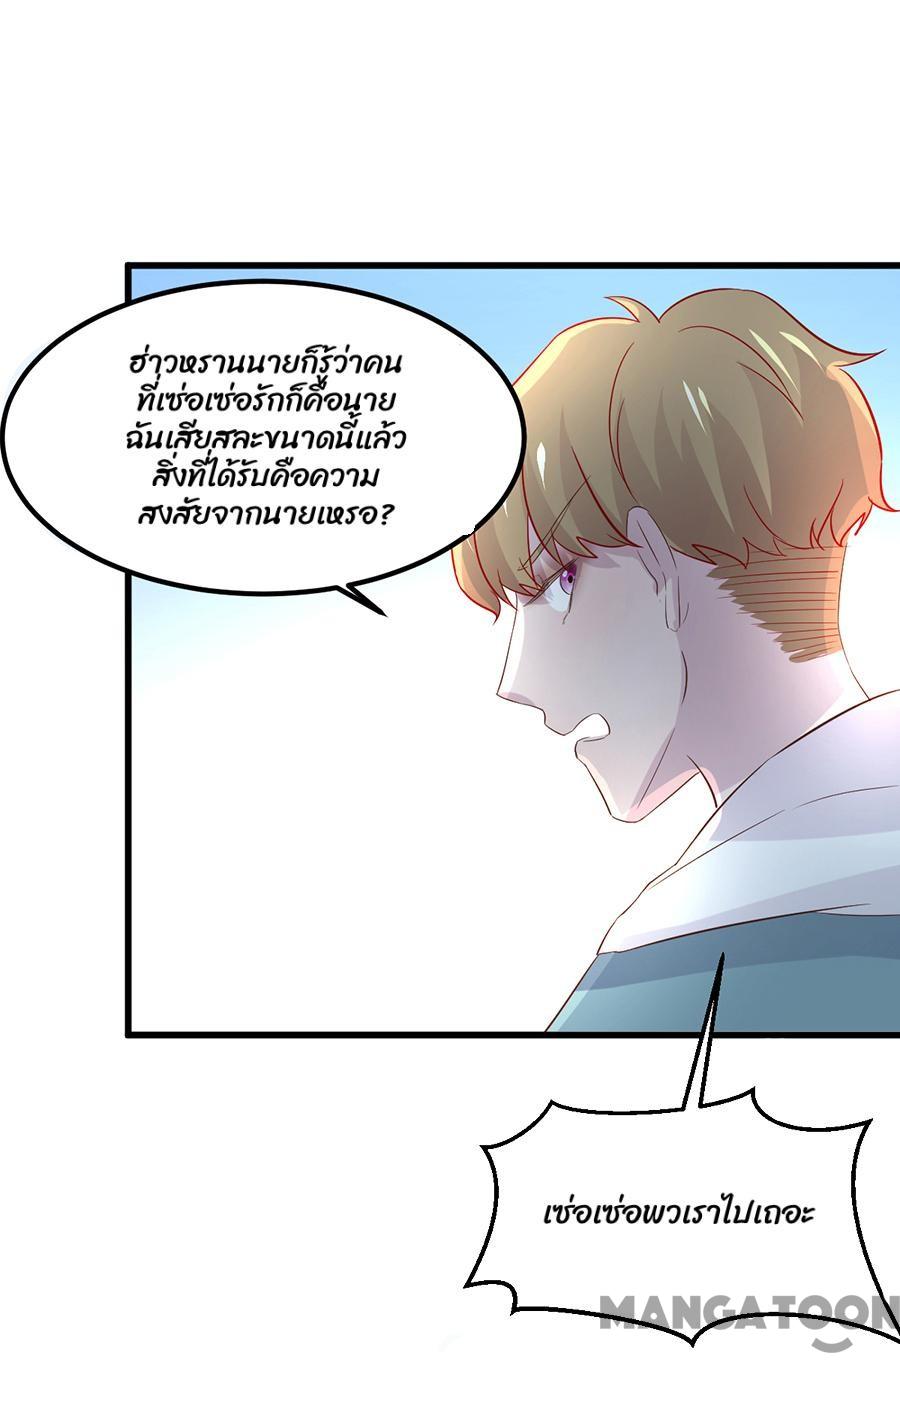 ฮ่าวหรานนายก็รู้ว่าคน
ที่เซ่อเซ่อรักก็คือนาย
ฉันเสียสละขนาดนี้แล้ว
สิ่งที่ได้รับคือความ
สงสัยจากนายเหรอ?
เซ่อเซ่อพวเราไปเถอะ
MANGATOON